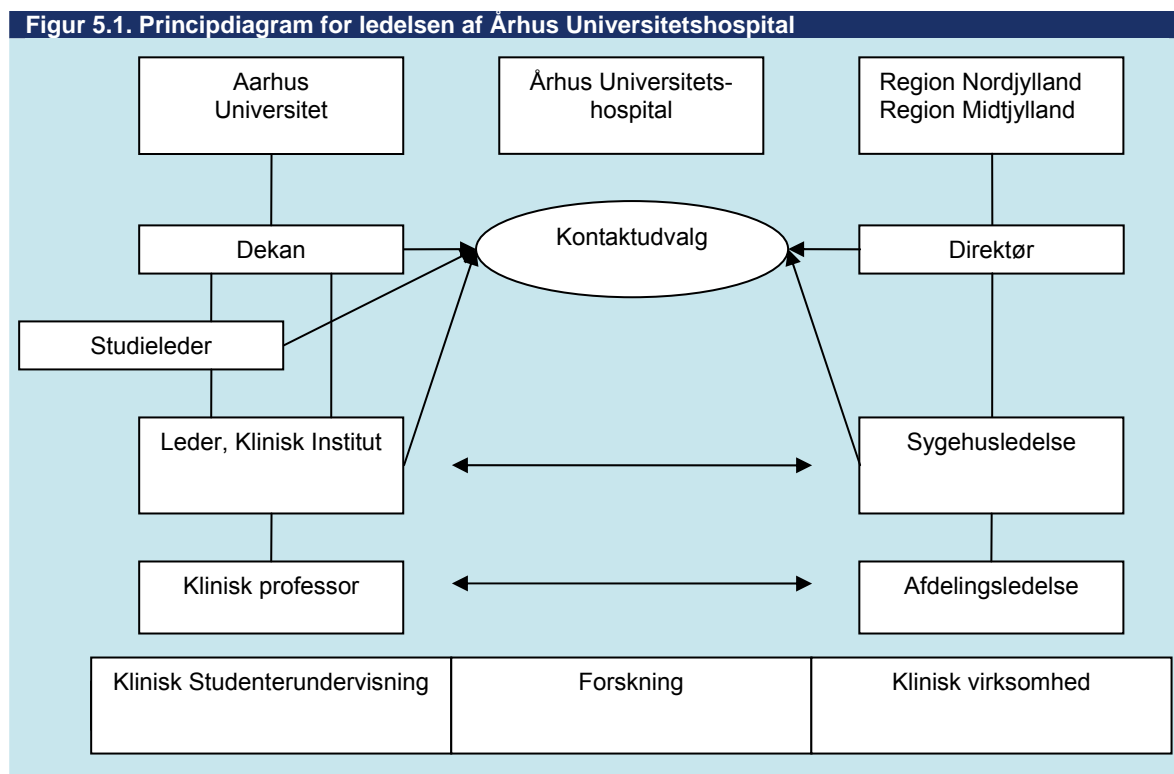 Figur 5.1. Principdiagram for ledelsen af Århus Universitetshospital
Aarhus
Universitet
Århus Universitets-
hospital
Region Nordjylland
Region Midtjylland
Dekan
Kontaktudvalg
Direktør
Studieleder
Leder, Klinisk Institut
Sygehusledelse
Klinisk professor
Afdelingsledelse
Klinisk Studenterundervisning
Forskning
Klinisk virksomhed